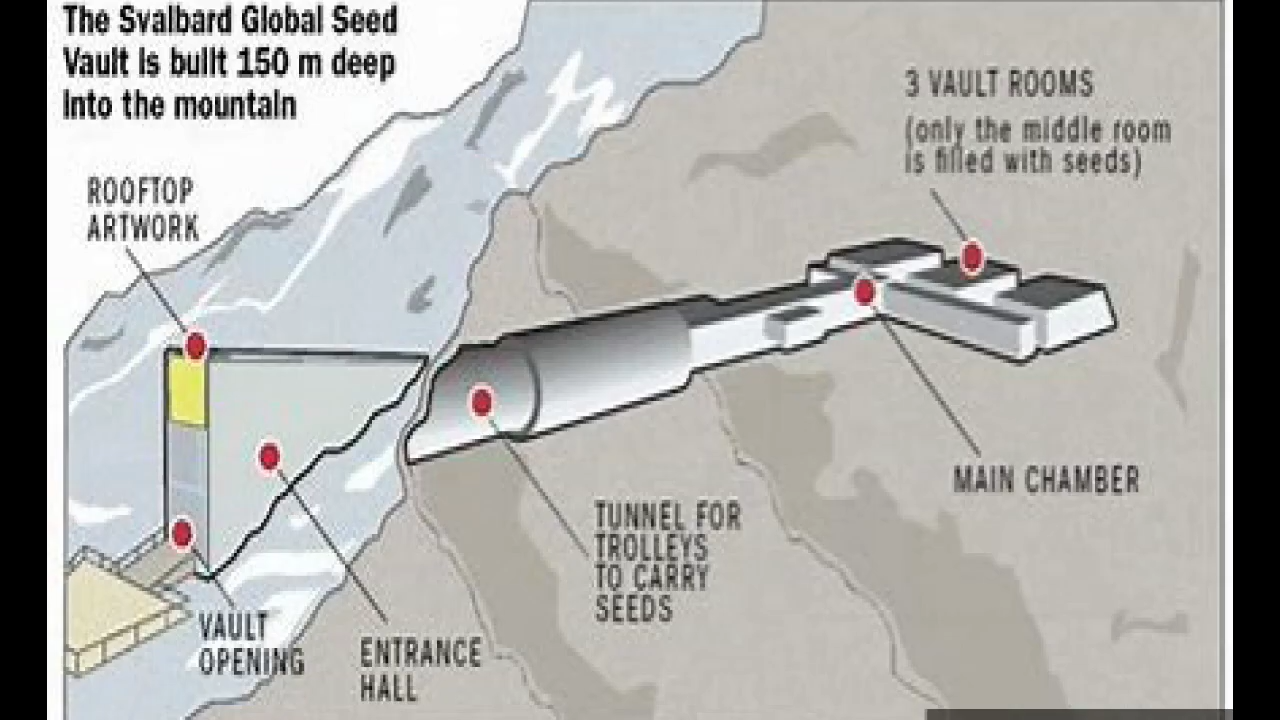 The Svalbard Global Seed
Vault is built 150 m deep
into the mountain
3 VAULT ROOMS
(only the middle room
is filled with seeds)
ROOFTOP
ARTWORK
MAIN CHAMBER
TUNNEL FOR
TROLLEYS
TO CARRY
SEEDS
VAULT
OPENING
ENTRANCE
HALL